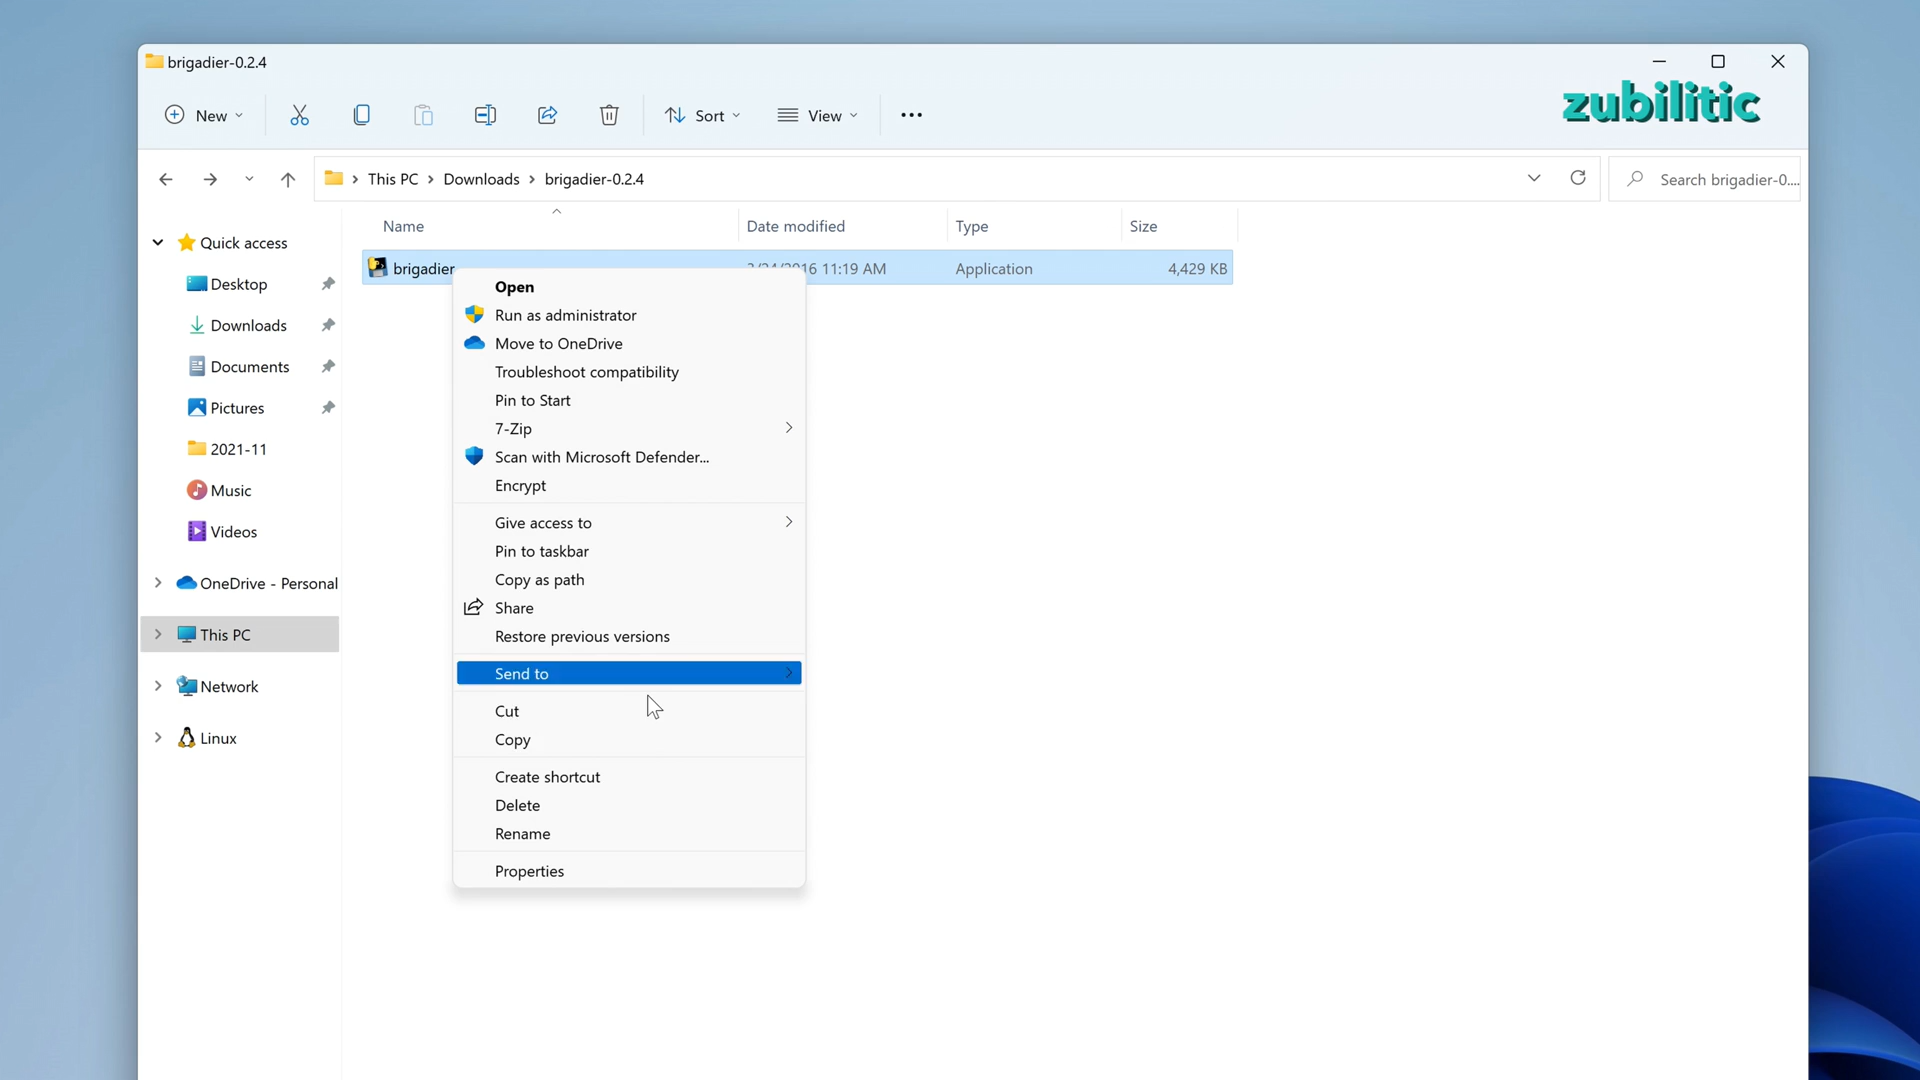 brigadier-0.2.4
zubilitic
New
Sort
View
This PC
Downloads
brigadier-0.2.4
Search brigadier-0....
Name
Date modified
Type
Size
brigadier
11:19 AM
Application
4,429 KB
Quick access
Desktop
Downloads
Documents
Pictures
2021-11
Music
Videos
OneDrive - Personal
This PC
Network
Linux
Open
Run as administrator
Move to OneDrive
Troubleshoot compatibility
Pin to Start
7-Zip
Scan with Microsoft Defender...
Encrypt
Give access to
Pin to taskbar
Copy as path
Share
Restore previous versions
Send to
Cut
Copy
Create shortcut
Delete
Rename
Properties